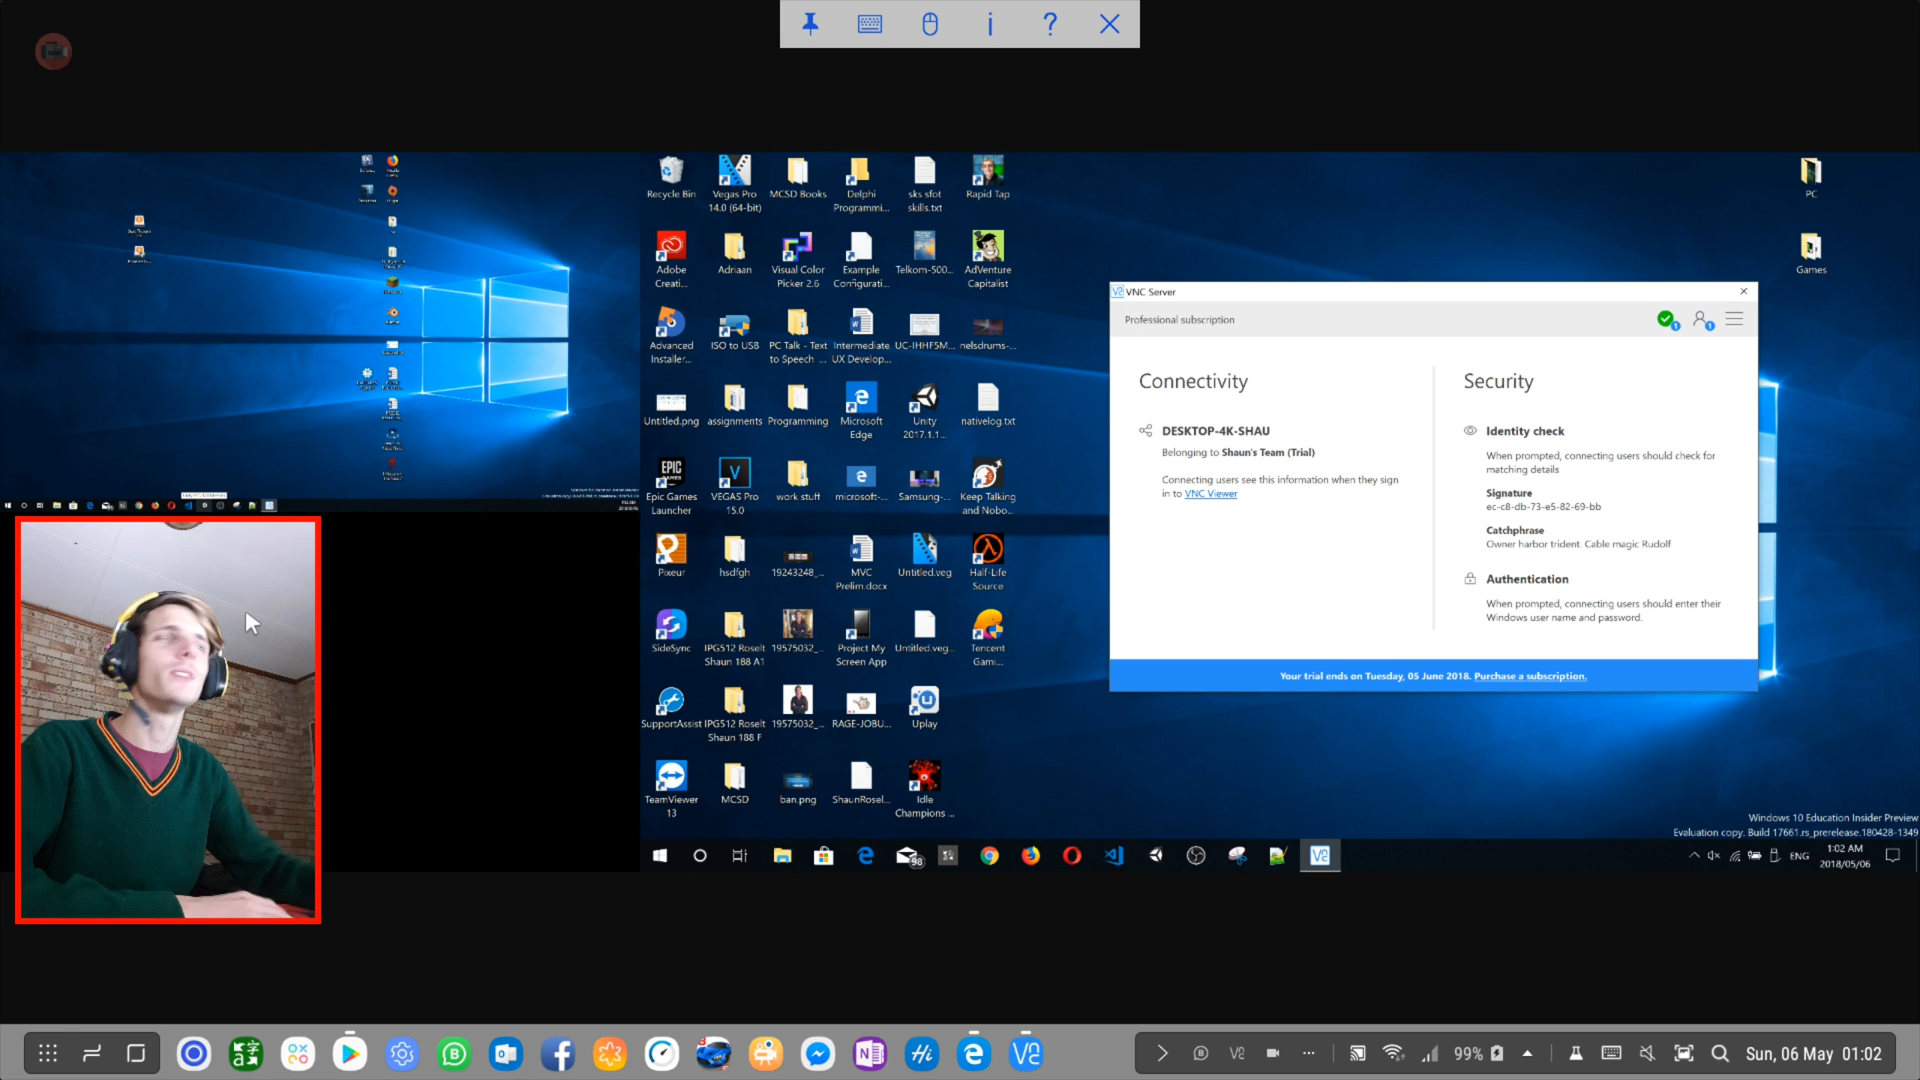 Recycle Bin
Vegas Pro
14.0 (64-bit)
MCSD Books
Delphi
Programmi...
sks sfot
skills.txt
Rapid Tap
PC
Adobe
Creati...
Adriaan
Visual Color
Picker 2.6
Example
Configurati...
Telkom-500...
AdVenture
Capitalist
Games
Advanced
Installer...
ISO to USB
PC Talk - Text
to Speech ...
Intermediate
UX Develop...
UC-IHHF5M...
nelsdrums-...
Untitled.png
assignments
Programming
Microsoft
Edge
Unity
2017.1.1...
nativelog.txt
EPIC
GAMES
Epic Games
Launcher
VEGAS Pro
15.0
work stuff
microsoft-...
Samsung-...
Keep Talking
and Nobo...
Pixeur
hsdfgh
19243248_...
MVC
Prelim.docx
Untitled.veg
Half-Life
Source
SideSync
IPG512 Roselt
Shaun 188 A1
19575032_...
Project My
Screen App
Untitled.veg...
Tencent
Gami...
SupportAssist
IPG512 Roselt
Shaun 188 F
19575032_...
RAGE-JOBU...
Uplay
TeamViewer
13
MCSD
ban.png
ShaunRosel...
Idle
Champions ...
VNC Server
Professional subscription
Connectivity
DESKTOP-4K-SHAU
Belonging to Shaun's Team (Trial)
Connecting users see this information when they sign
in to VNC Viewer
Security
Identity check
When prompted, connecting users should check for
matching details
Signature
ec-c8-db-73-e5-82-69-bb
Catchphrase
Owner harbor trident. Cable magic Rudolf
Authentication
When prompted, connecting users should enter their
Windows user name and password.
Your trial ends on Tuesday, 05 June 2018. Purchase a subscription.
Windows 10 Education Insider Preview
Evaluation copy. Build 17661.rs_prerelease.180428-1349
98
ENG
1:02 AM
2018/05/06
Hi
99%
Sun, 06 May 01:02